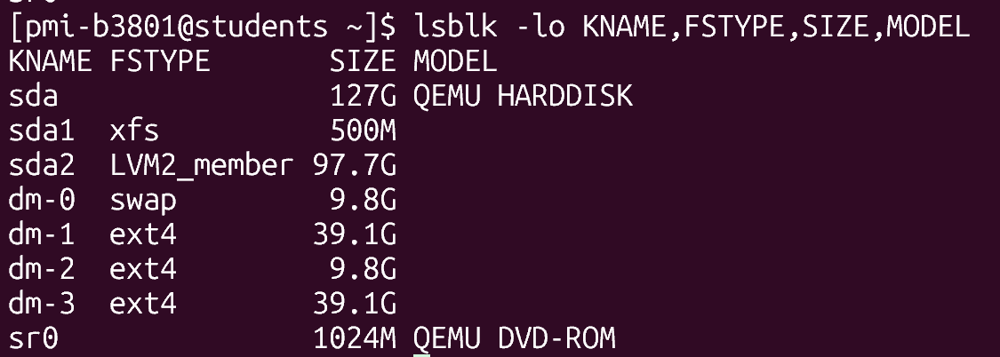 [pmi-b3801@students ~]$ lsblk -lo KNAME,FSTYPE,SIZE,MODEL
KNAME FSTYPE       SIZE MODEL
sda                127G QEMU HARDDISK
sda1  xfs          500M
sda2  LVM2_member 97.7G
dm-0  swap         9.8G
dm-1  ext4        39.1G
dm-2  ext4         9.8G
dm-3  ext4        39.1G
sr0               1024M QEMU DVD-ROM